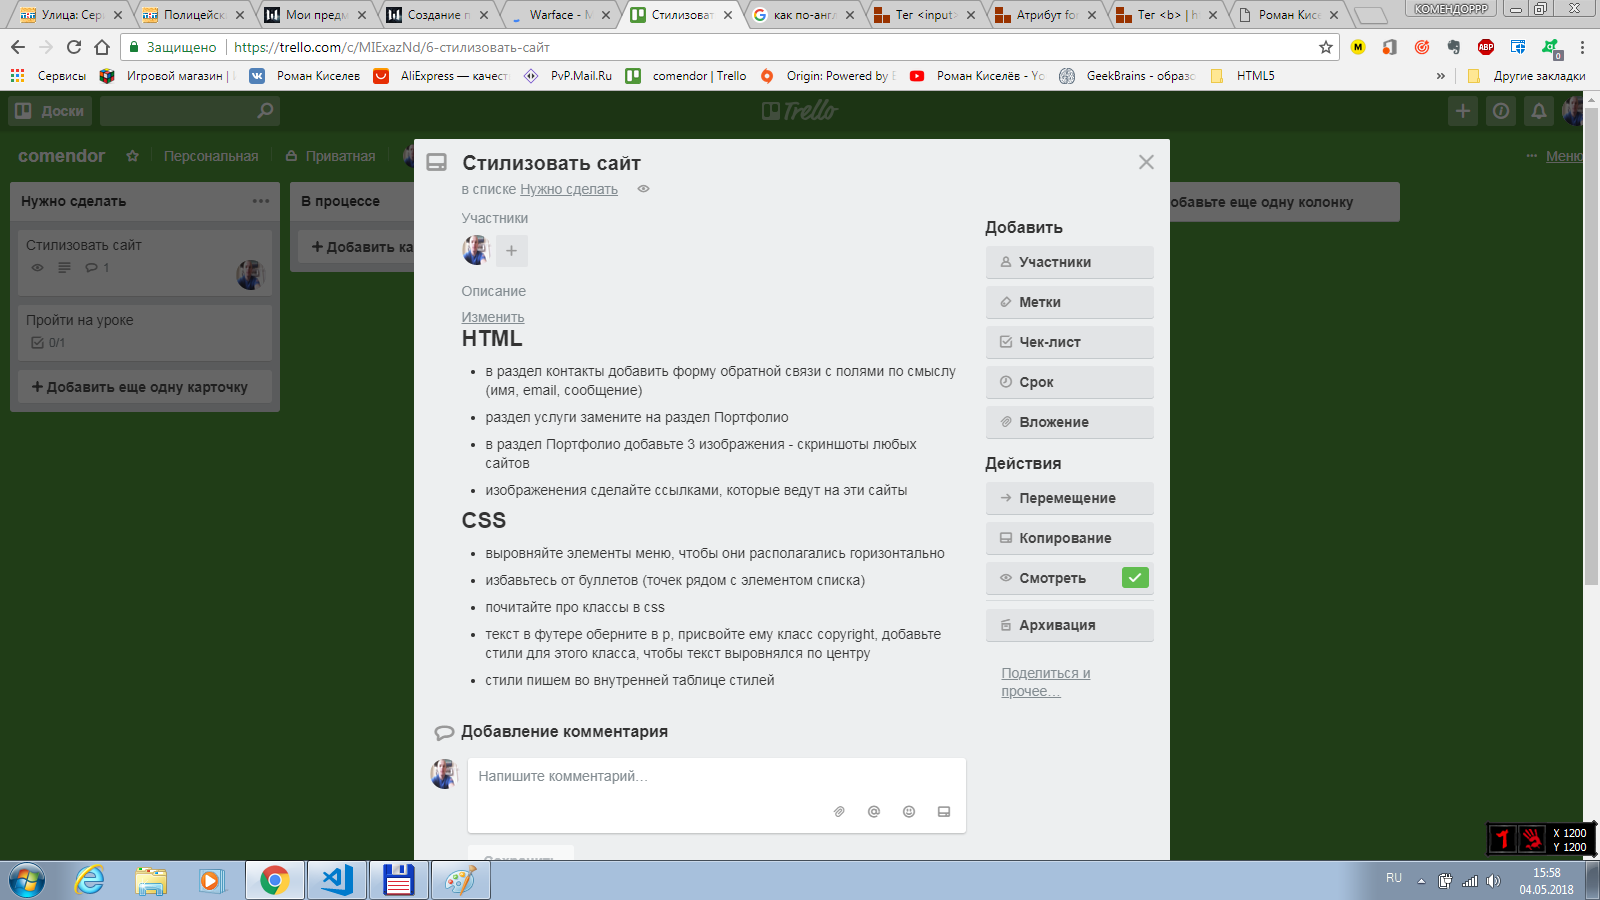 Улица: Сер
Полицейск
Мои предм
Создание п
Warface - М
Стилизоват
как по-англ
Тег <input>
Атрибут for
Тег <b> | h
Роман Кисе
КОМЕНДОРРР
Защищено
https://trello.com/c/MIExazNd/6-стилизовать-сайт
Сервисы
Игровой магазин |
Роман Киселев
AliExpress — качест
PvP.Mail.Ru
comendor | Trello
Origin: Powered by E
Роман Киселёв - Yo
GeekBrains - образо
HTML5
»
Другие закладки
Доски
Trello
comendor
Персональная
Приватная
Меню
Нужно сделать
Стилизовать сайт
1
Пройти на уроке
0/1
+ Добавить еще одну карточку
В процессе
+ Добавить ка
обавьте еще одну колонку
Стилизовать сайт
в списке Нужно сделать
Участники
Описание
Изменить
HTML
• в раздел контакты добавить форму обратной связи с полями по смыслу
(имя, email, сообщение)
• раздел услуги замените на раздел Портфолио
• в раздел Портфолио добавьте 3 изображения - скриншоты любых
сайтов
• изображенения сделайте ссылками, которые ведут на эти сайты
CSS
• выровняйте элементы меню, чтобы они располагались горизонтально
• избавьтесь от буллетов (точек рядом с элементом списка)
• почитайте про классы в css
• текст в футере оберните в p, присвойте ему класс copyright, добавьте
стили для этого класса, чтобы текст выровнялся по центру
• стили пишем во внутренней таблице стилей
Добавление комментария
Напишите комментарий…
Добавить
Участники
Метки
Чек-лист
Срок
Вложение
Действия
Перемещение
Копирование
Смотреть
Архивация
Поделиться и
прочее…
X 1200
Y 1200
RU
15:58
04.05.2018